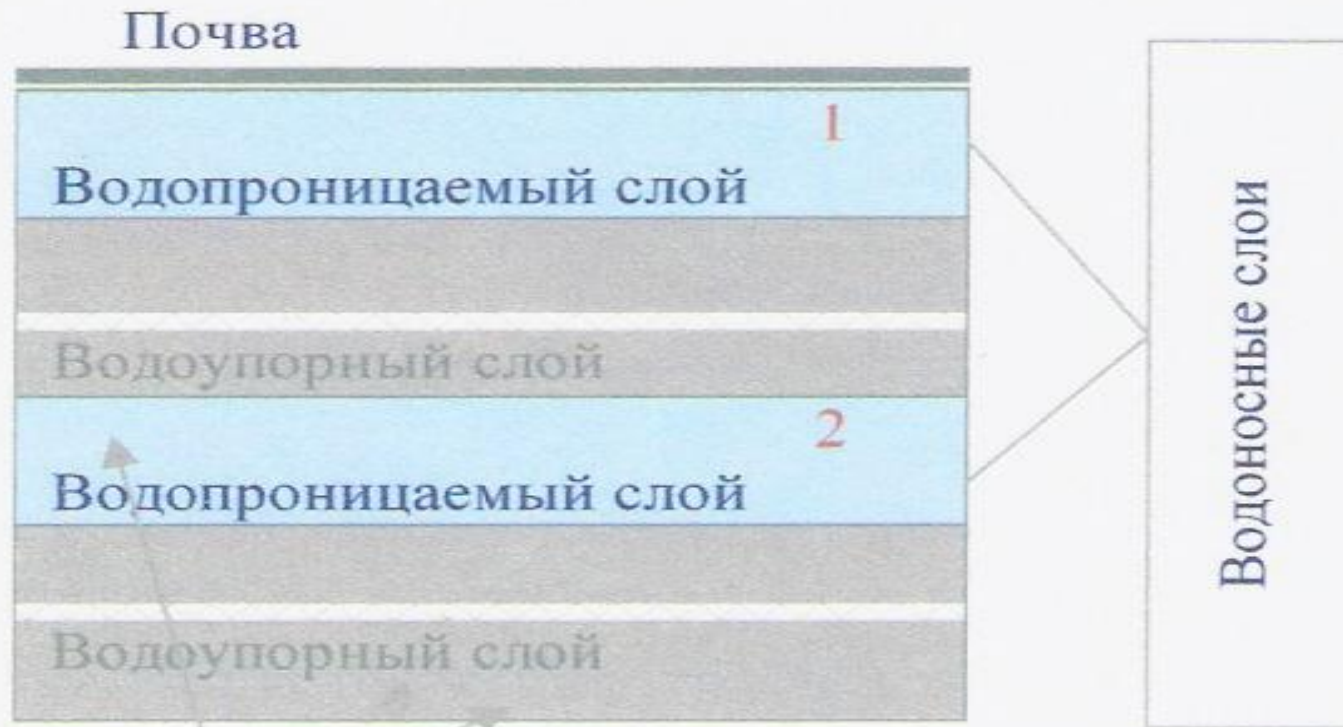 Почва
1
Водопроницаемый слой
Водоупорный слой
2
Водопроницаемый слой
Водоупорный слой
Водоносные слои